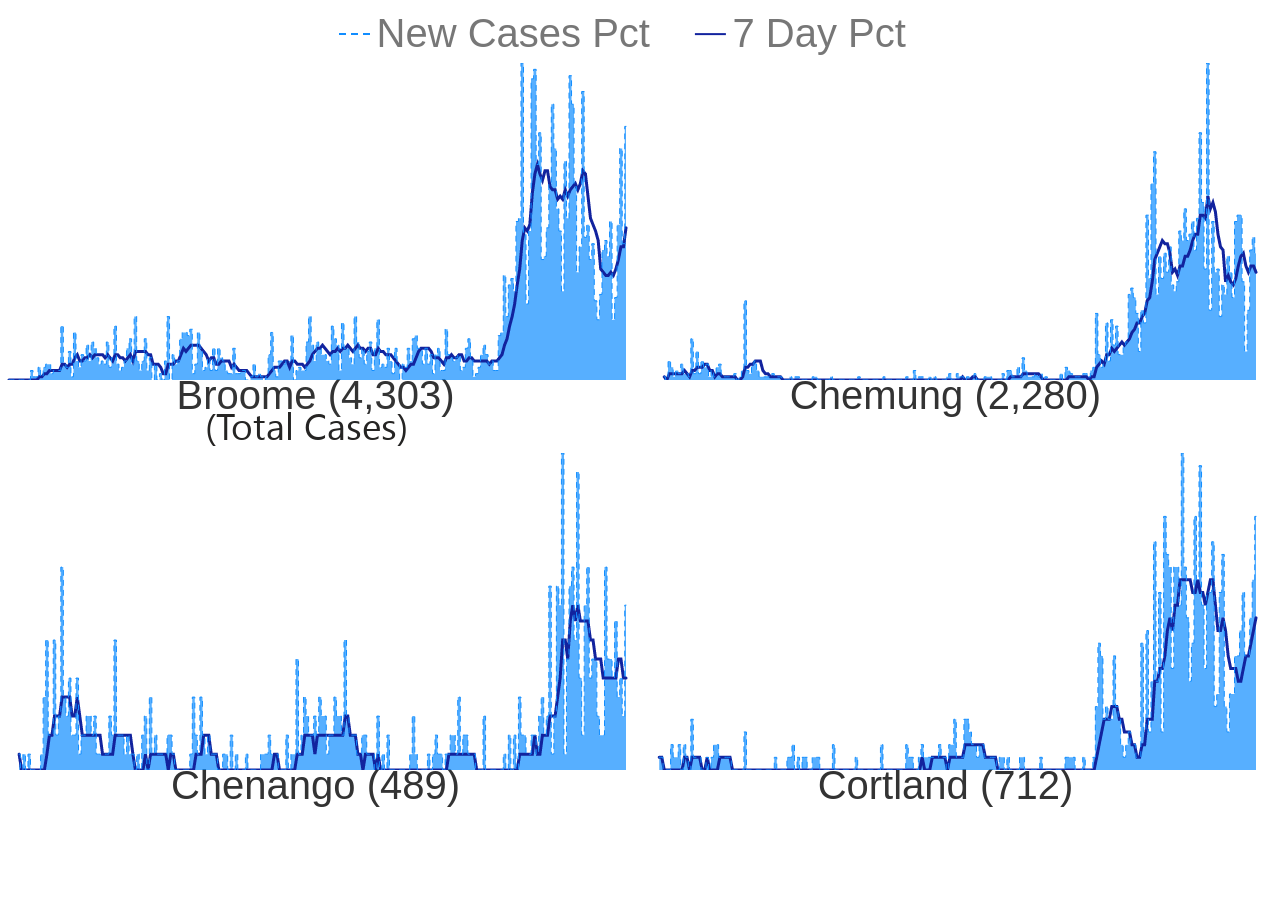 New Cases Pct 7 Day Pct
Broome (4,303) Chemung (2,280)
(Total Cases)
Chenango (489) Cortland (712)